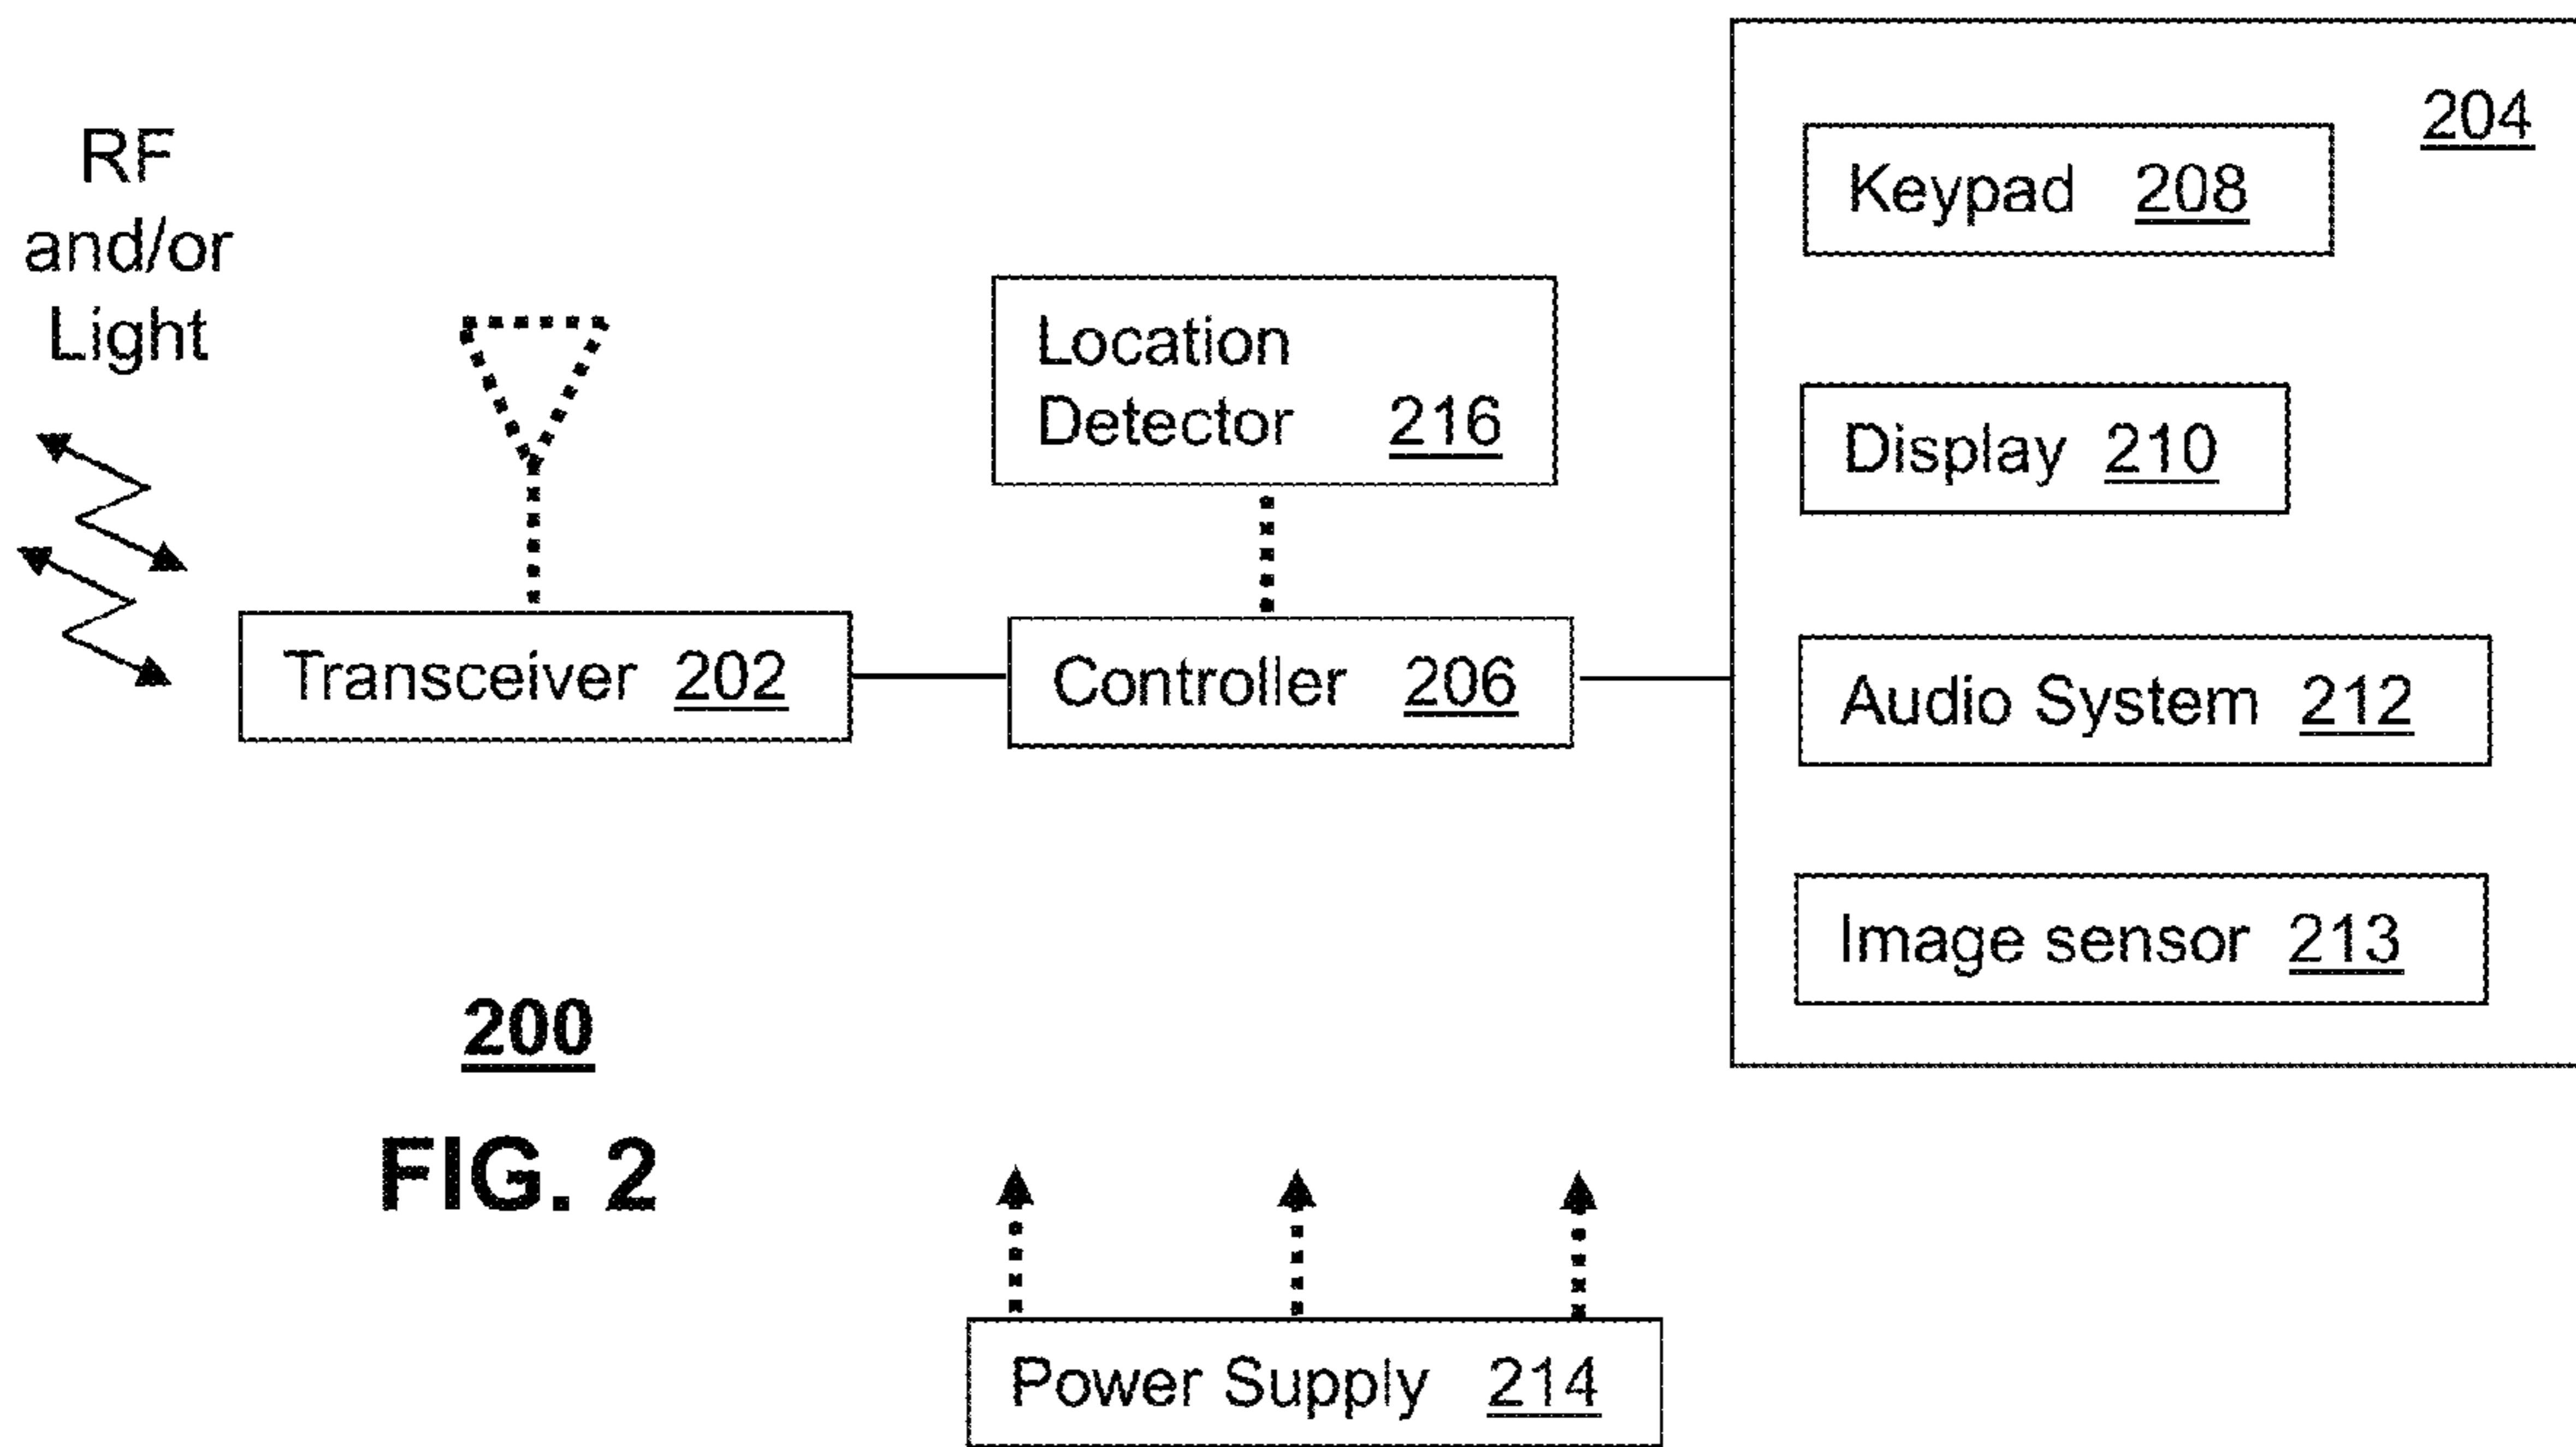 RF
and/or
Light
Location
Detector 216
Transceiver 202
Controller 206
204
Keypad 208
Display 210
Audio System 212
Image sensor 213
200
FIG. 2
Power Supply 214